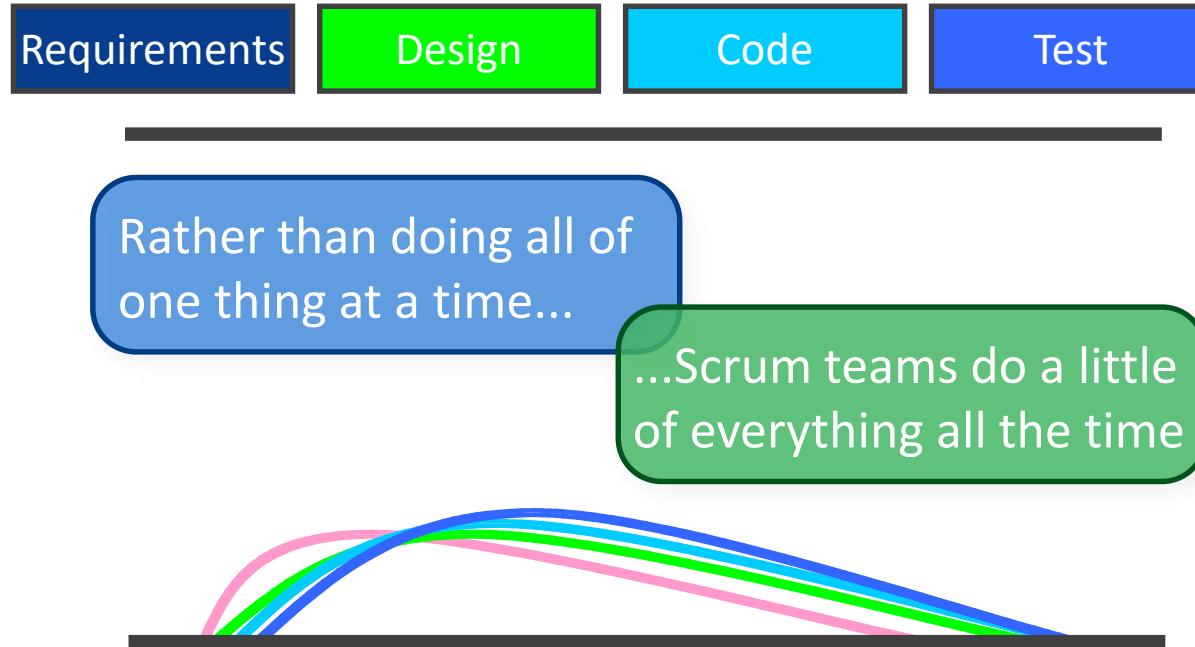 Requirements
Design
Code
Test
Rather than doing all of
one thing at a time...
...Scrum teams do a little
of everything all the time